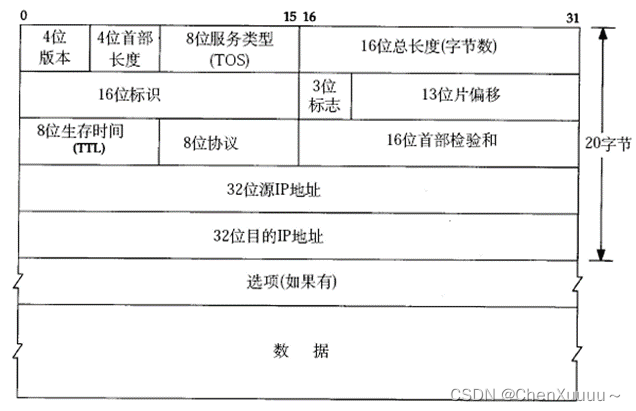 0 15 16 31
4位
版本
4位首部
长度
8位服务类型
(TOS)
16位总长度(字节数)
16位标识
3位
标志
13位片偏移
8位生存时间
(TTL)
8位协议
16位首部检验和
20字节
32位源IP地址
32位目的IP地址
选项(如果有)
数 据
CSDN @ChenXuuuu~